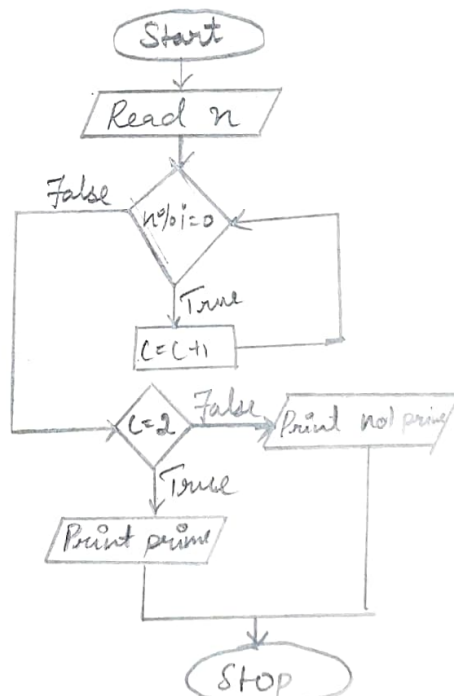 Start
Read n
False
n%i=0
True
C=C+1
C=2
False
Print not prime
True
Print prime
Stop